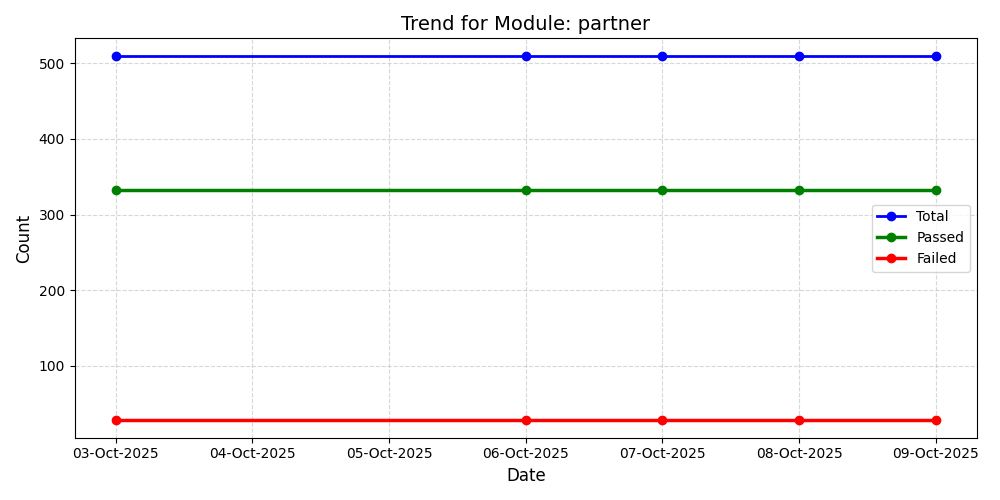 Trend for Module: partner
500
400
300
200
100
Count
Total
Passed
Failed
03-Oct-2025 04-Oct-2025 05-Oct-2025 06-Oct-2025 07-Oct-2025 08-Oct-2025 09-Oct-2025
Date